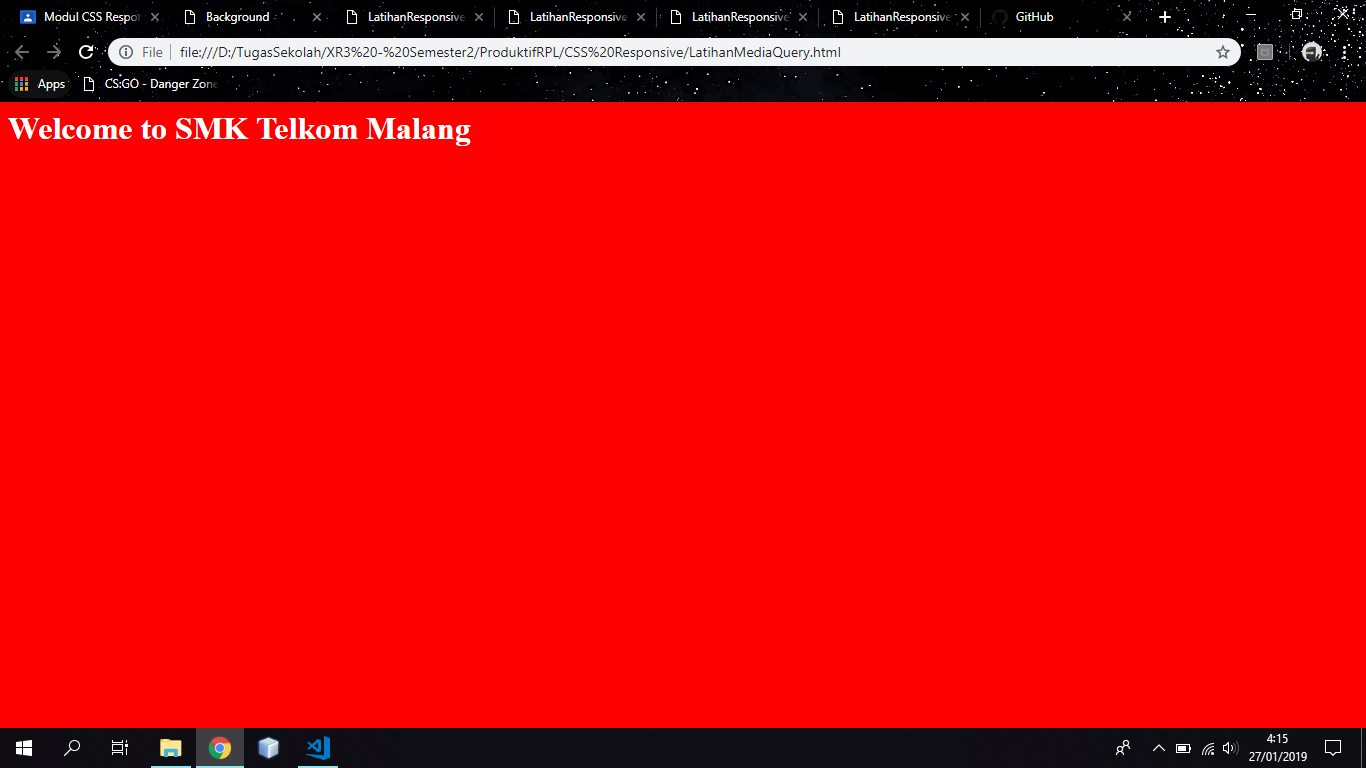 Modul CSS Respo
Background
LatihanResponsive
LatihanResponsive
LatihanResponsive
LatihanResponsive
GitHub
File
file:///D:/TugasSekolah/XR3%20-%20Semester2/ProduktifRPL/CSS%20Responsive/LatihanMediaQuery.html
Apps
CS:GO - Danger Zone
Welcome to SMK Telkom Malang
4:15
27/01/2019